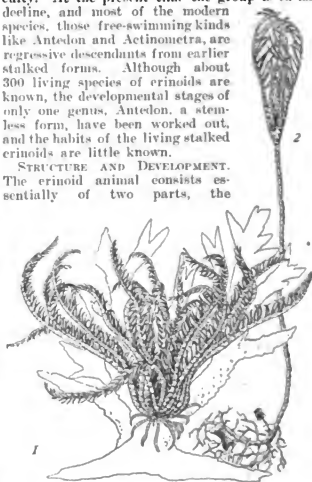 decline, and most of the modern
species, those free-swimming kinds
like Antedon and Actinometra, are
regressive descendants from earlier
stalked forms. Although about
300 living species of crinoids are
known, the developmental stages of
only one genus, Antedon, a stem-
less form, have been worked out,
and the habits of the living stalked
crinoids are little known.
STRUCTURE AND DEVELOPMENT.
The crinoid animal consists es-
sentially of two parts, the
2
1